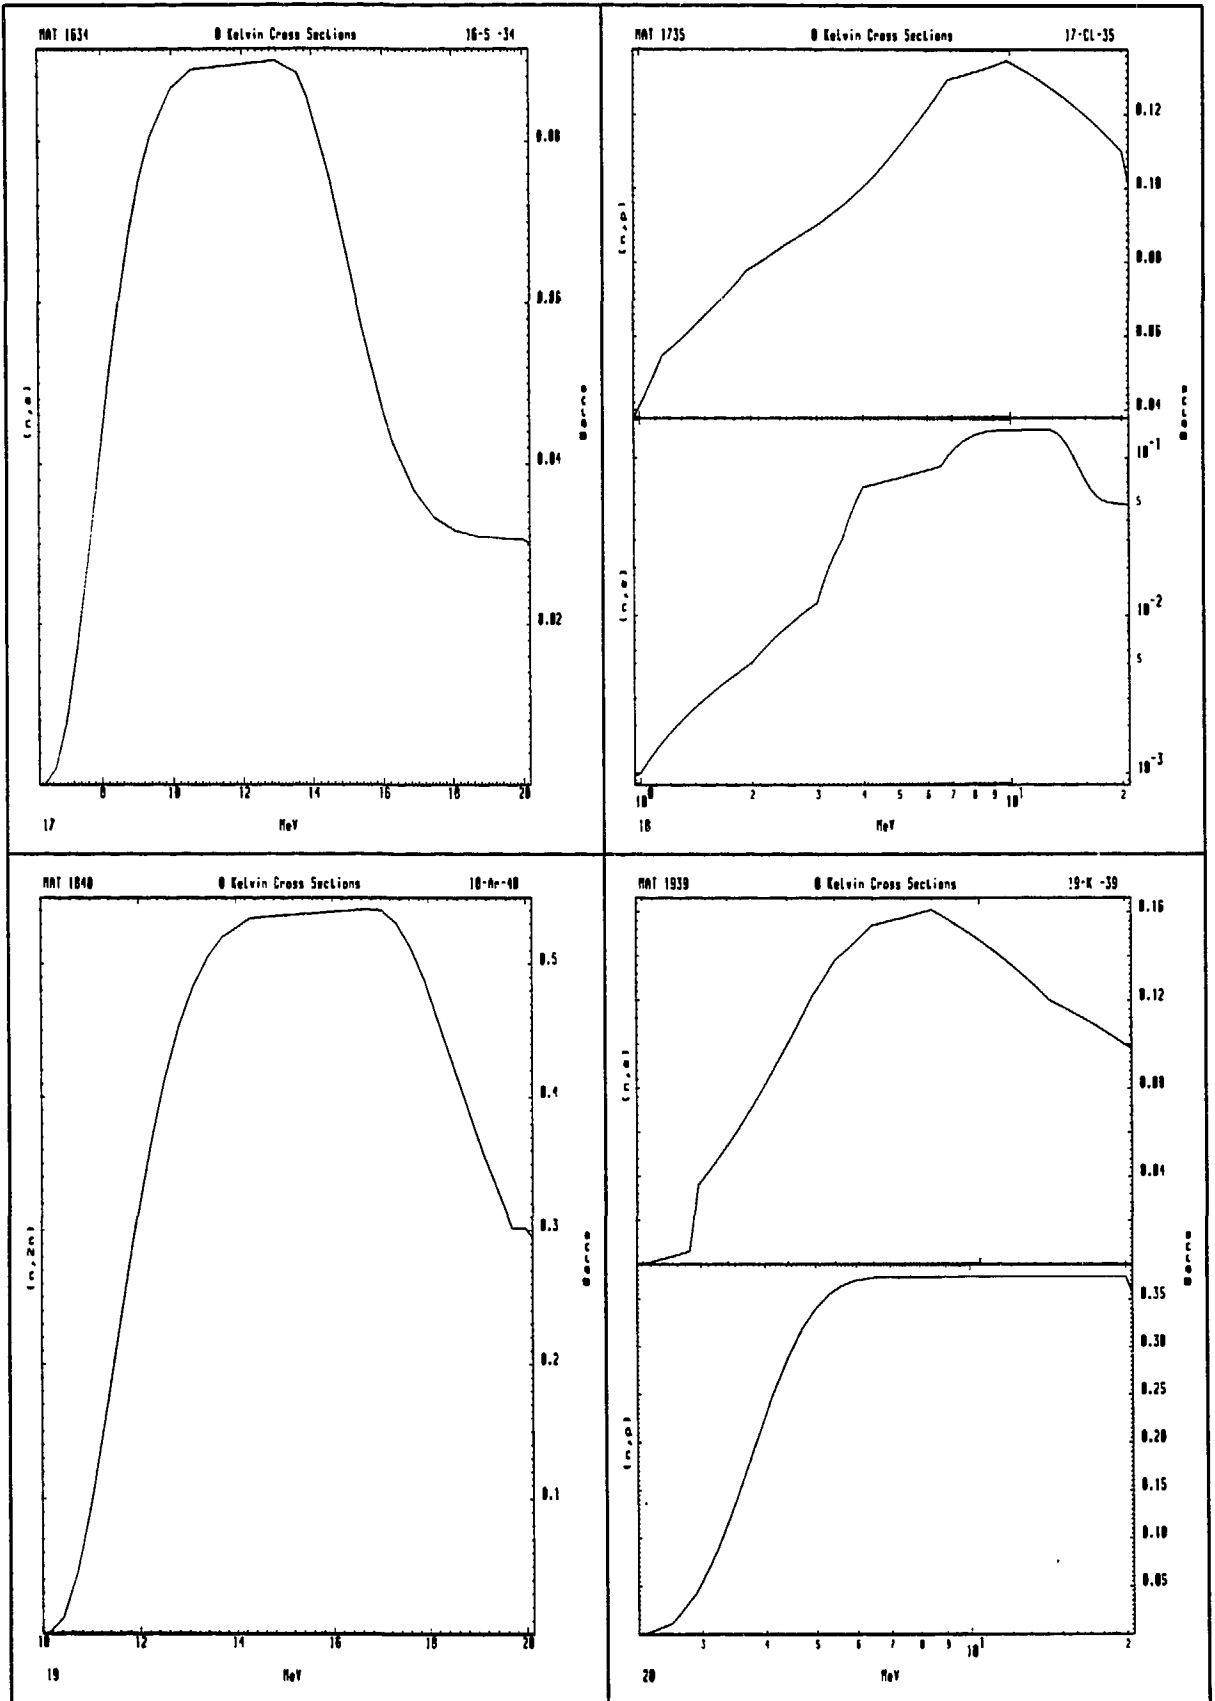 MAT 1634 0 Kelvin Cross Sections 16-S -34
0.08
0.06
(n,a)
Barns
0.04
0.02
8 10 12 14 16 18 20
17 MeV
MAT 1735 0 Kelvin Cross Sections 17-CL-35
0.12
0.10
(n,p)
0.08
0.06
0.04
Barns
10-1
5
(n,a)
10-2
5
10-3
100 2 3 4 5 6 7 8 9 101 2
18 MeV
MAT 1840 0 Kelvin Cross Sections 18-Ar-40
0.5
0.4
0.3
(n,2n)
Barns
0.2
0.1
10 12 14 16 18 20
19 MeV
MAT 1939 0 Kelvin Cross Sections 19-K -39
0.16
0.12
(n,a)
0.08
0.04
Barns
0.35
0.30
0.25
(n,p)
0.20
0.15
0.10
0.05
3 4 5 6 7 8 9 101 2
20 MeV